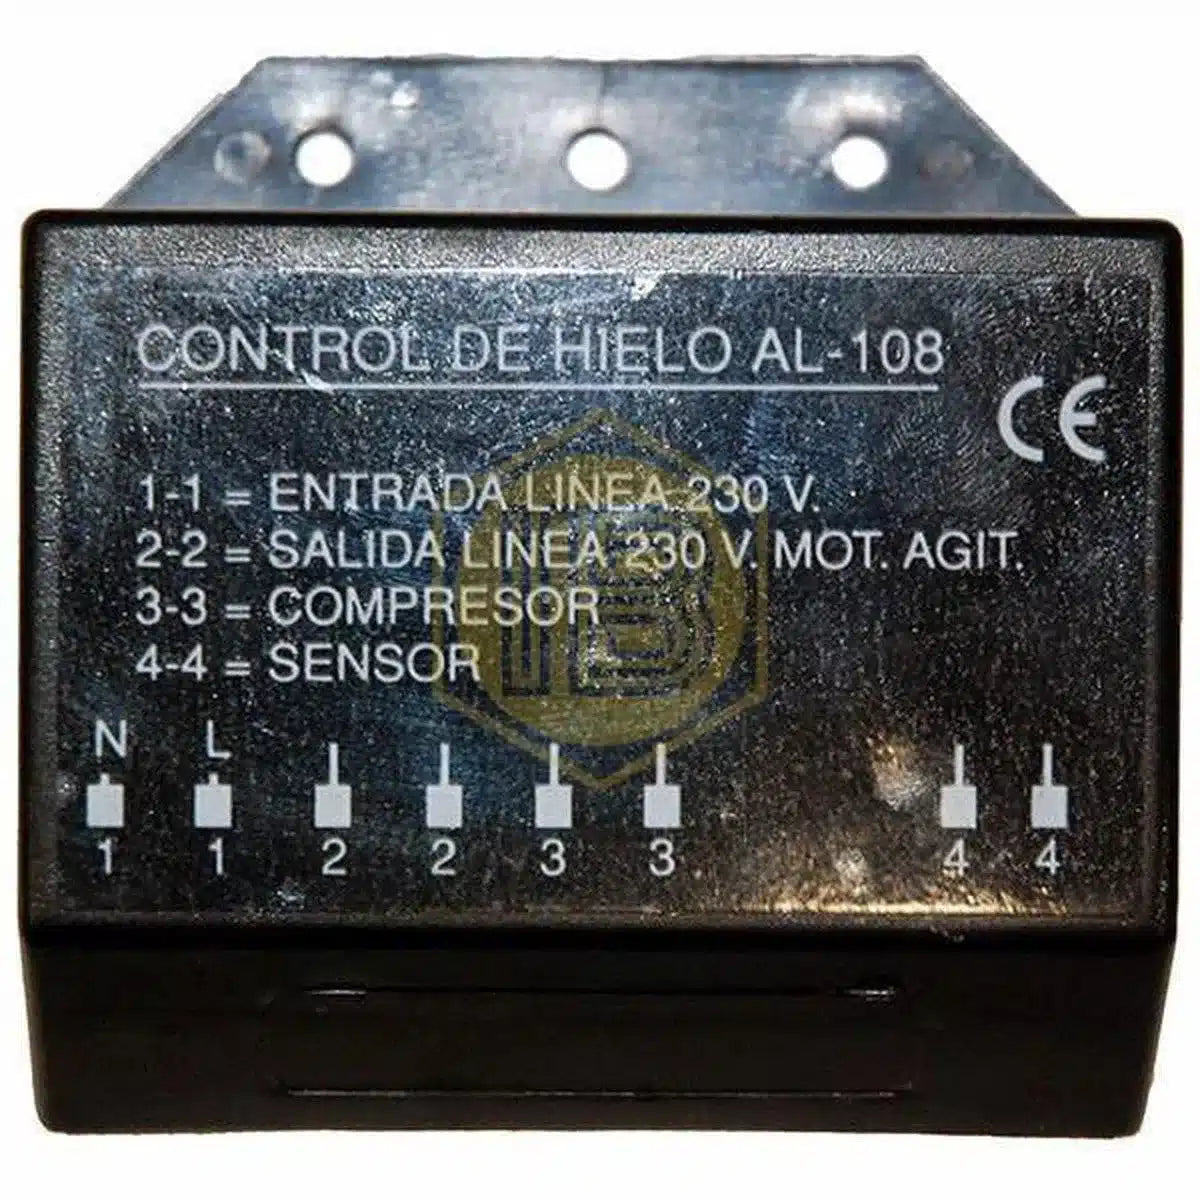 CONTROL DE HIELO AL-108
CE
1-1 = ENTRADA LINEA 230 V.
2-2 = SALIDA LINEA 230 V. MOT. AGIT.
3-3 = COMPRESOR
4-4 = SENSOR
N L
1 1 2 2 3 3 4 4